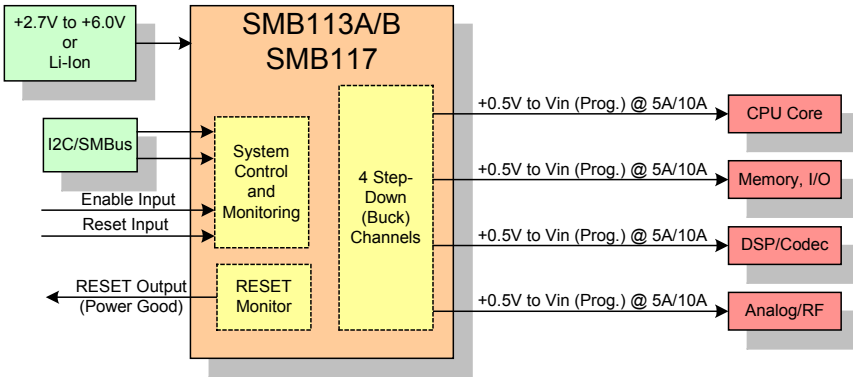 +2.7V to +6.0V
or
Li-Ion
SMB113A/B
SMB117
I2C/SMBus
Enable Input
Reset Input
RESET Output
(Power Good)
System
Control
and
Monitoring
RESET
Monitor
4 Step-
Down
(Buck)
Channels
+0.5V to Vin (Prog.) @ 5A/10A
CPU Core
+0.5V to Vin (Prog.) @ 5A/10A
Memory, I/O
+0.5V to Vin (Prog.) @ 5A/10A
DSP/Codec
+0.5V to Vin (Prog.) @ 5A/10A
Analog/RF